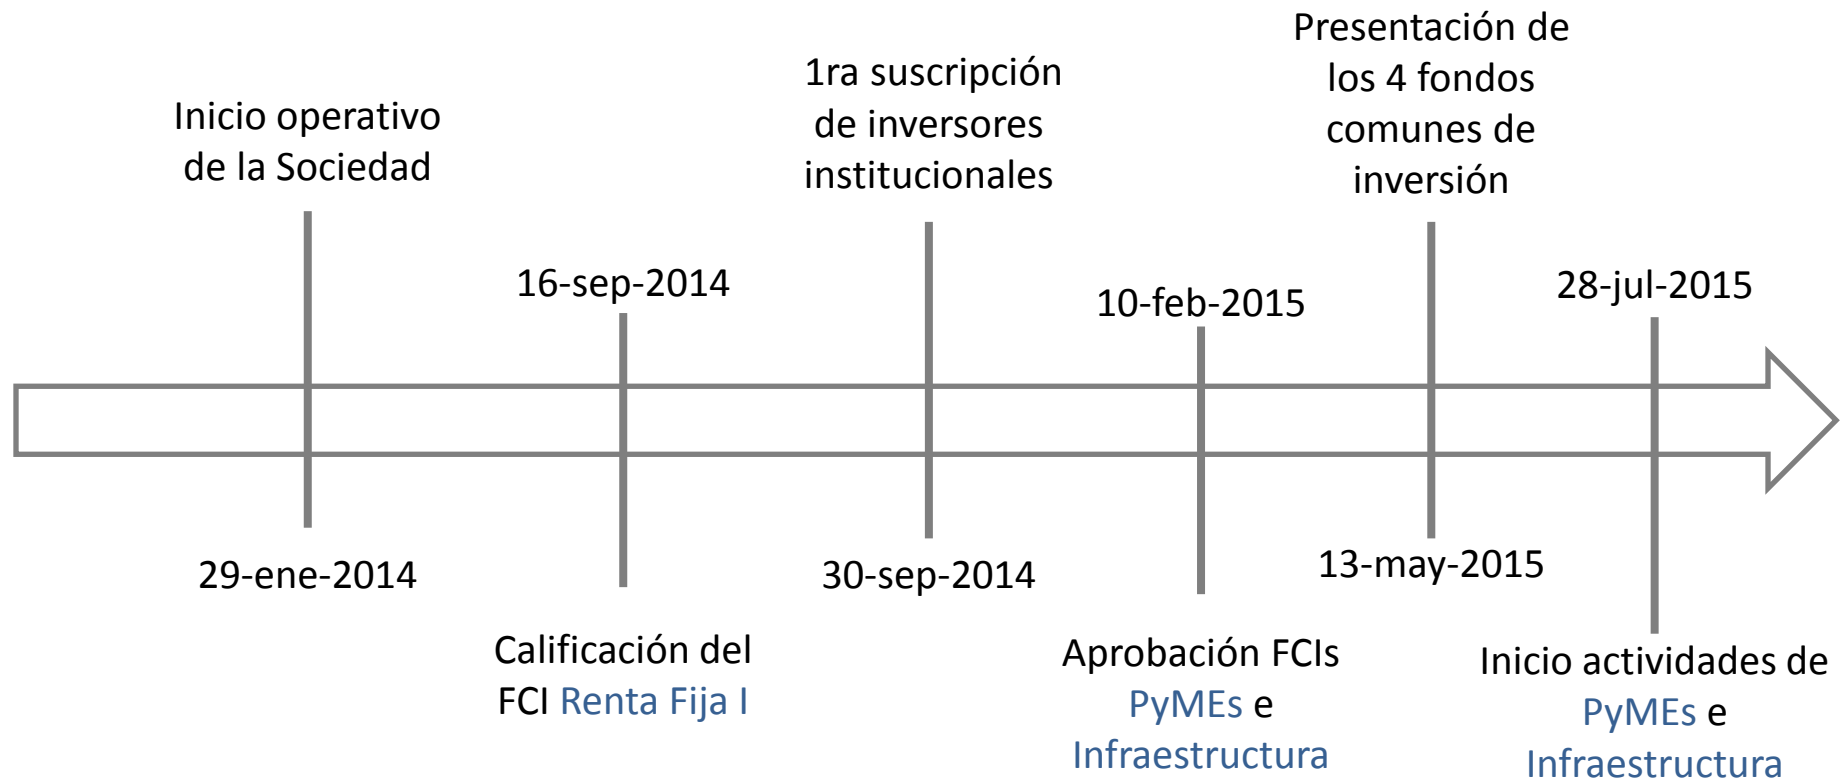 Inicio operativo
de la Sociedad
29-ene-2014
16-sep-2014
Calificación del
FCI Renta Fija I
1ra suscripción
de inversores
institucionales
30-sep-2014
10-feb-2015
Aprobación FCIs
PyMEs e
Infraestructura
Presentación de
los 4 fondos
comunes de
inversión
13-may-2015
28-jul-2015
Inicio actividades de
PyMEs e
Infraestructura